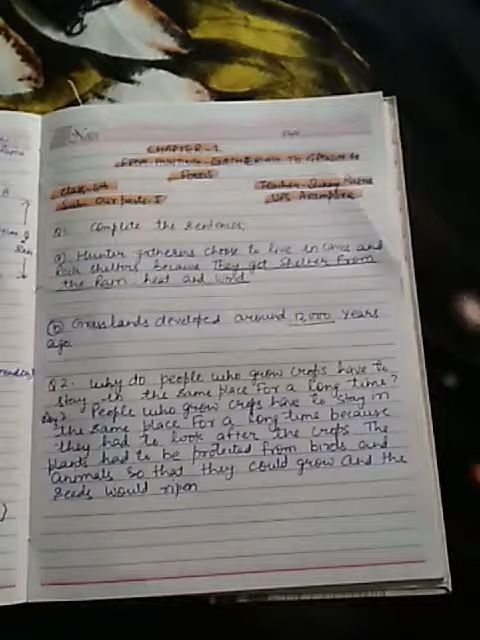 CHAPTER-2
FROM HUNTING GATHERING TO GROWING
FOOD
Class-6th
Teacher-
Sub: Our pasts-I
Q1. Complete the sentences,
(a) Hunter gatherers choose to live in caves and
Rock shelters because They get shelter from
the Rain heat and wind
(b) Grasslands developed around 12,000 years
ago
Q2. Why do people who grow crops have to
stay in the same place for a long time?
People who grow crops have to stay in
the same place for a long time because
they had to look after the crops The
plants had to be protected from birds and
animals so that they could grow and the
seeds would ripen